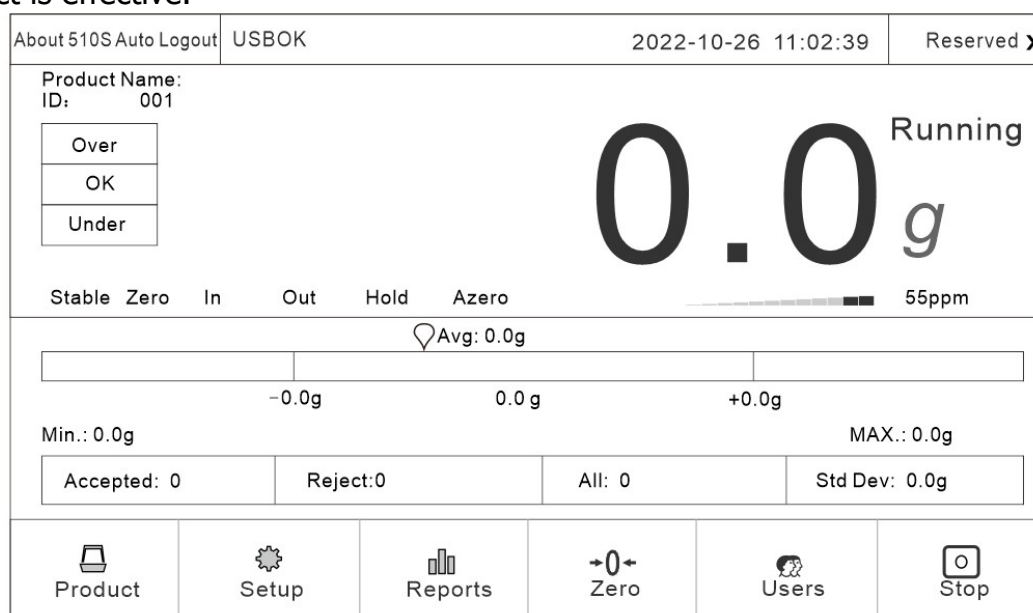 ct is effective.
About 510S Auto Logout USBOK 2022-10-26 11:02:39 Reserved
Product Name:
ID: 001
Over
OK
Under
0.0 g
Running
Stable Zero In Out Hold Azero 55ppm
Avg: 0.0g
-0.0g 0.0 g +0.0g
Min.: 0.0g MAX.: 0.0g
Accepted: 0 Reject:0 All: 0 Std Dev: 0.0g
→0← O
Product Setup Reports Zero Users Stop